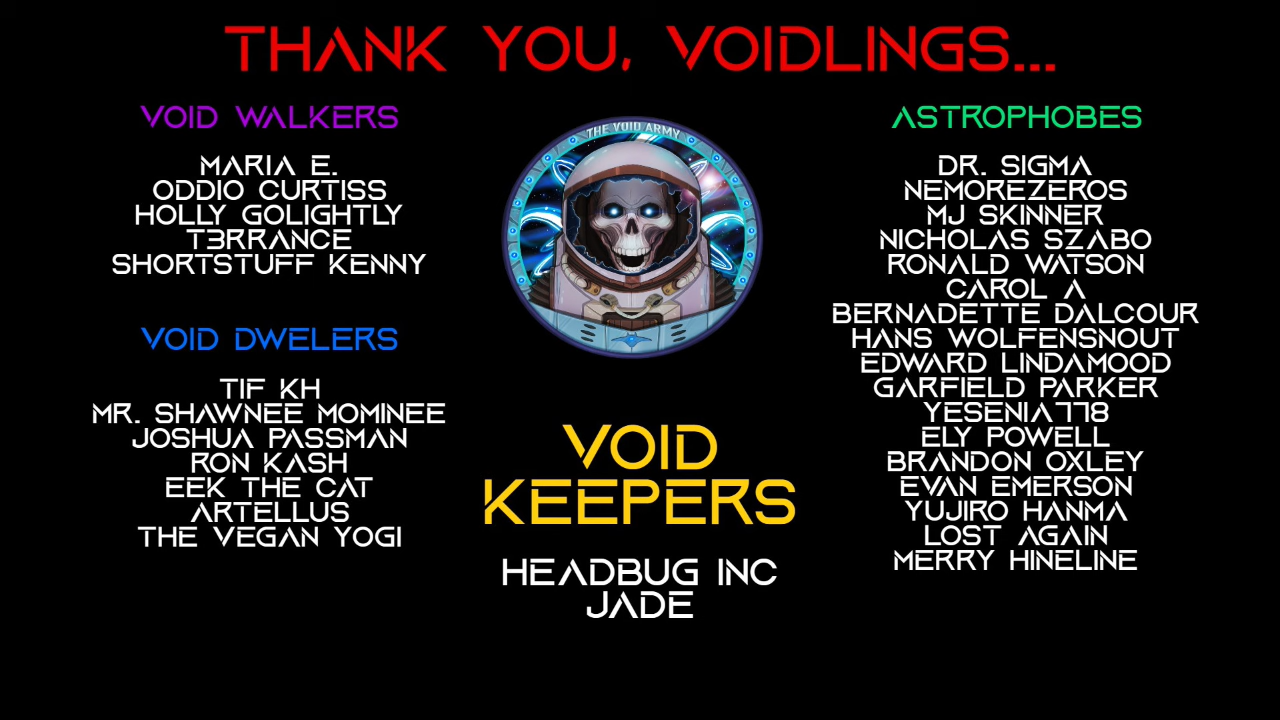 THANK YOU, VOIDLINGS...
VOID WALKERS
MARIA E.
ODDIO CURTISS
HOLLY GOLIGHTLY
T3RRANCE
SHORTSTUFF KENNY
VOID DWELERS
TIF KH
MR. SHAWNEE MOMINEE
JOSHUA PASSMAN
RON KASH
EEK THE CAT
ARTELLUS
THE VEGAN YOGI
THE VOID ARMY
VOID
KEEPERS
HEADBUG INC
JADE
ASTROPHOBES
DR. SIGMA
NEMOREZEROS
MJ SKINNER
NICHOLAS SZABO
RONALD WATSON
CAROL A
BERNADETTE DALCOUR
HANS WOLFENSNOUT
EDWARD LINDAMOOD
GARFIELD PARKER
YESENIA778
ELY POWELL
BRANDON OXLEY
EVAN EMERSON
YUJIRO HANMA
LOST AGAIN
MERRY HINELINE